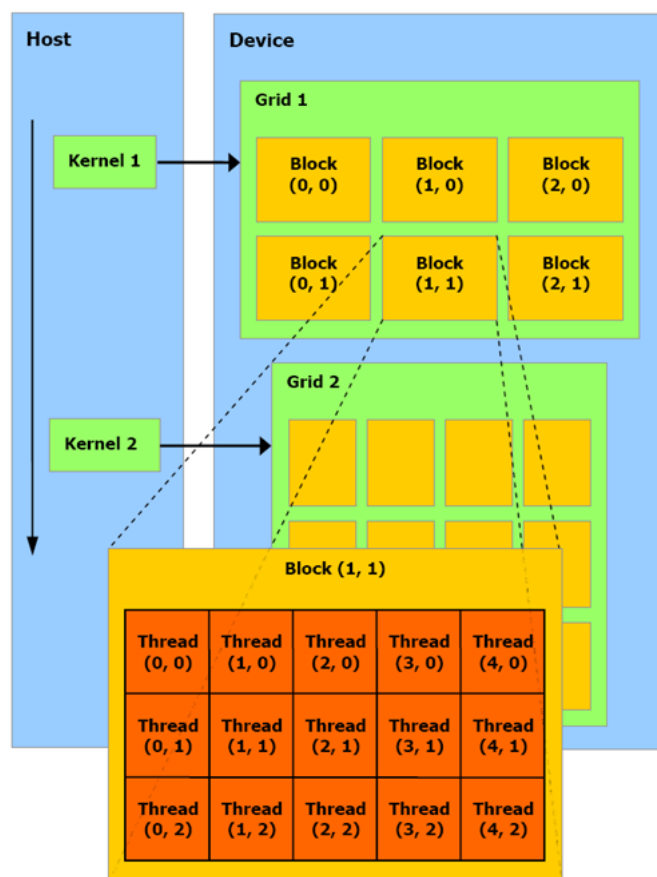 Host
Device
Grid 1
Kernel 1
Block
(0, 0)
Block
(1, 0)
Block
(2, 0)
Block
(0, 1)
Block
(1, 1)
Block
(2, 1)
Grid 2
Kernel 2
Block (1, 1)
Thread
(0, 0)
Thread
(1, 0)
Thread
(2, 0)
Thread
(3, 0)
Thread
(4, 0)
Thread
(0, 1)
Thread
(1, 1)
Thread
(2, 1)
Thread
(3, 1)
Thread
(4, 1)
Thread
(0, 2)
Thread
(1, 2)
Thread
(2, 2)
Thread
(3, 2)
Thread
(4, 2)